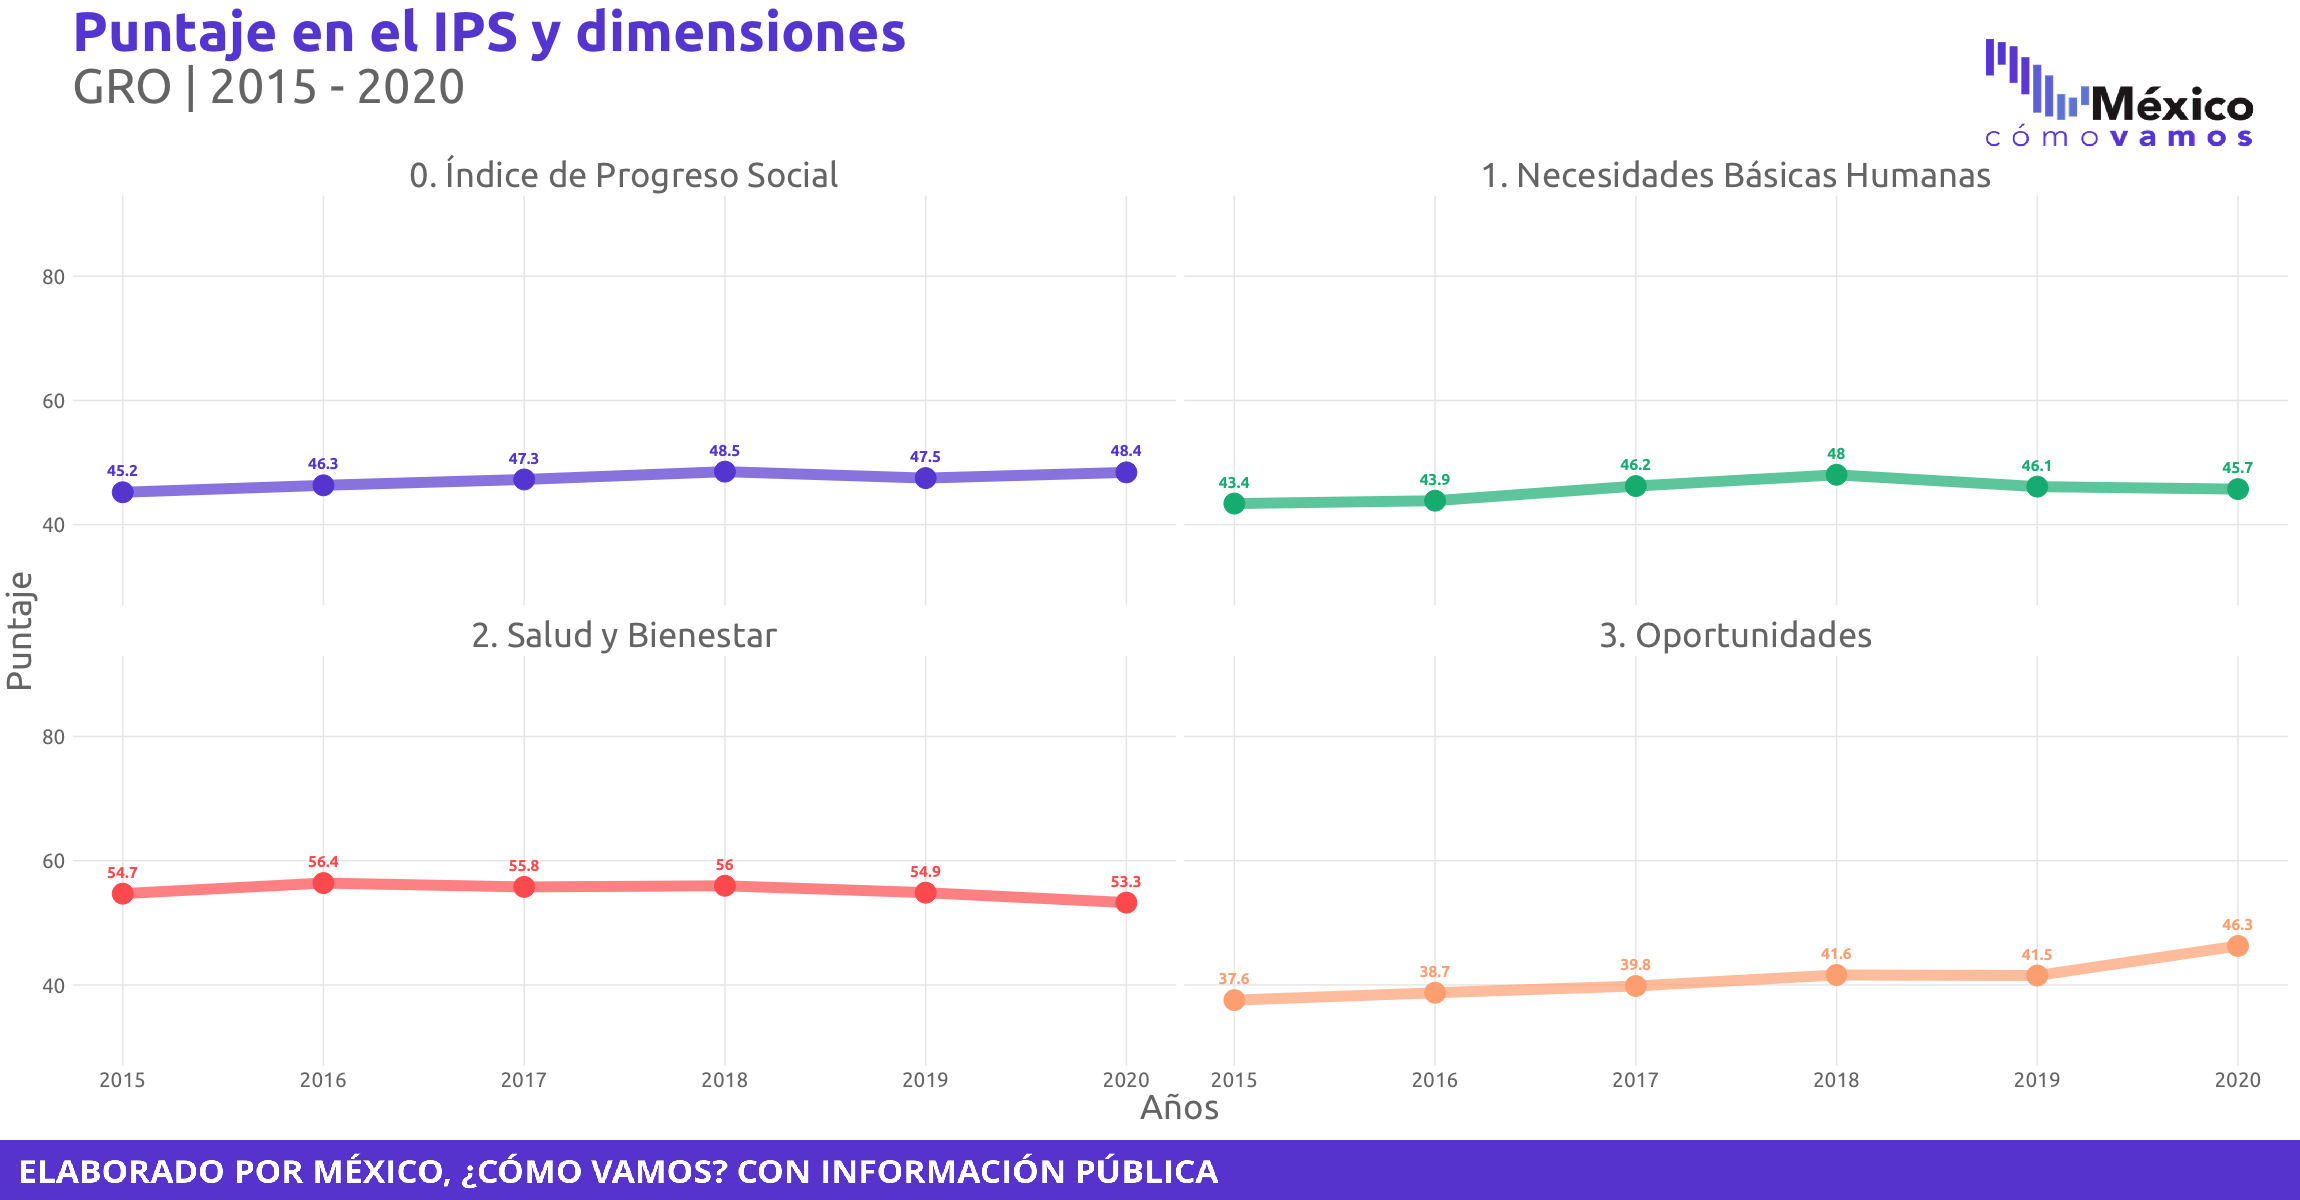 Puntaje en el IPS y dimensiones
GRO | 2015 - 2020
México
cómo vamos
0. Índice de Progreso Social
1. Necesidades Básicas Humanas
80
60
40
45.2
46.3
47.3
48.5
47.5
48.4
43.4
43.9
46.2
48
46.1
45.7
Puntaje
2. Salud y Bienestar
3. Oportunidades
80
60
40
54.7
56.4
55.8
56
54.9
53.3
37.6
38.7
39.8
41.6
41.5
46.3
2015 2016 2017 2018 2019 2020
2015 2016 2017 2018 2019 2020
Años
ELABORADO POR MÉXICO, ¿CÓMO VAMOS? CON INFORMACIÓN PÚBLICA